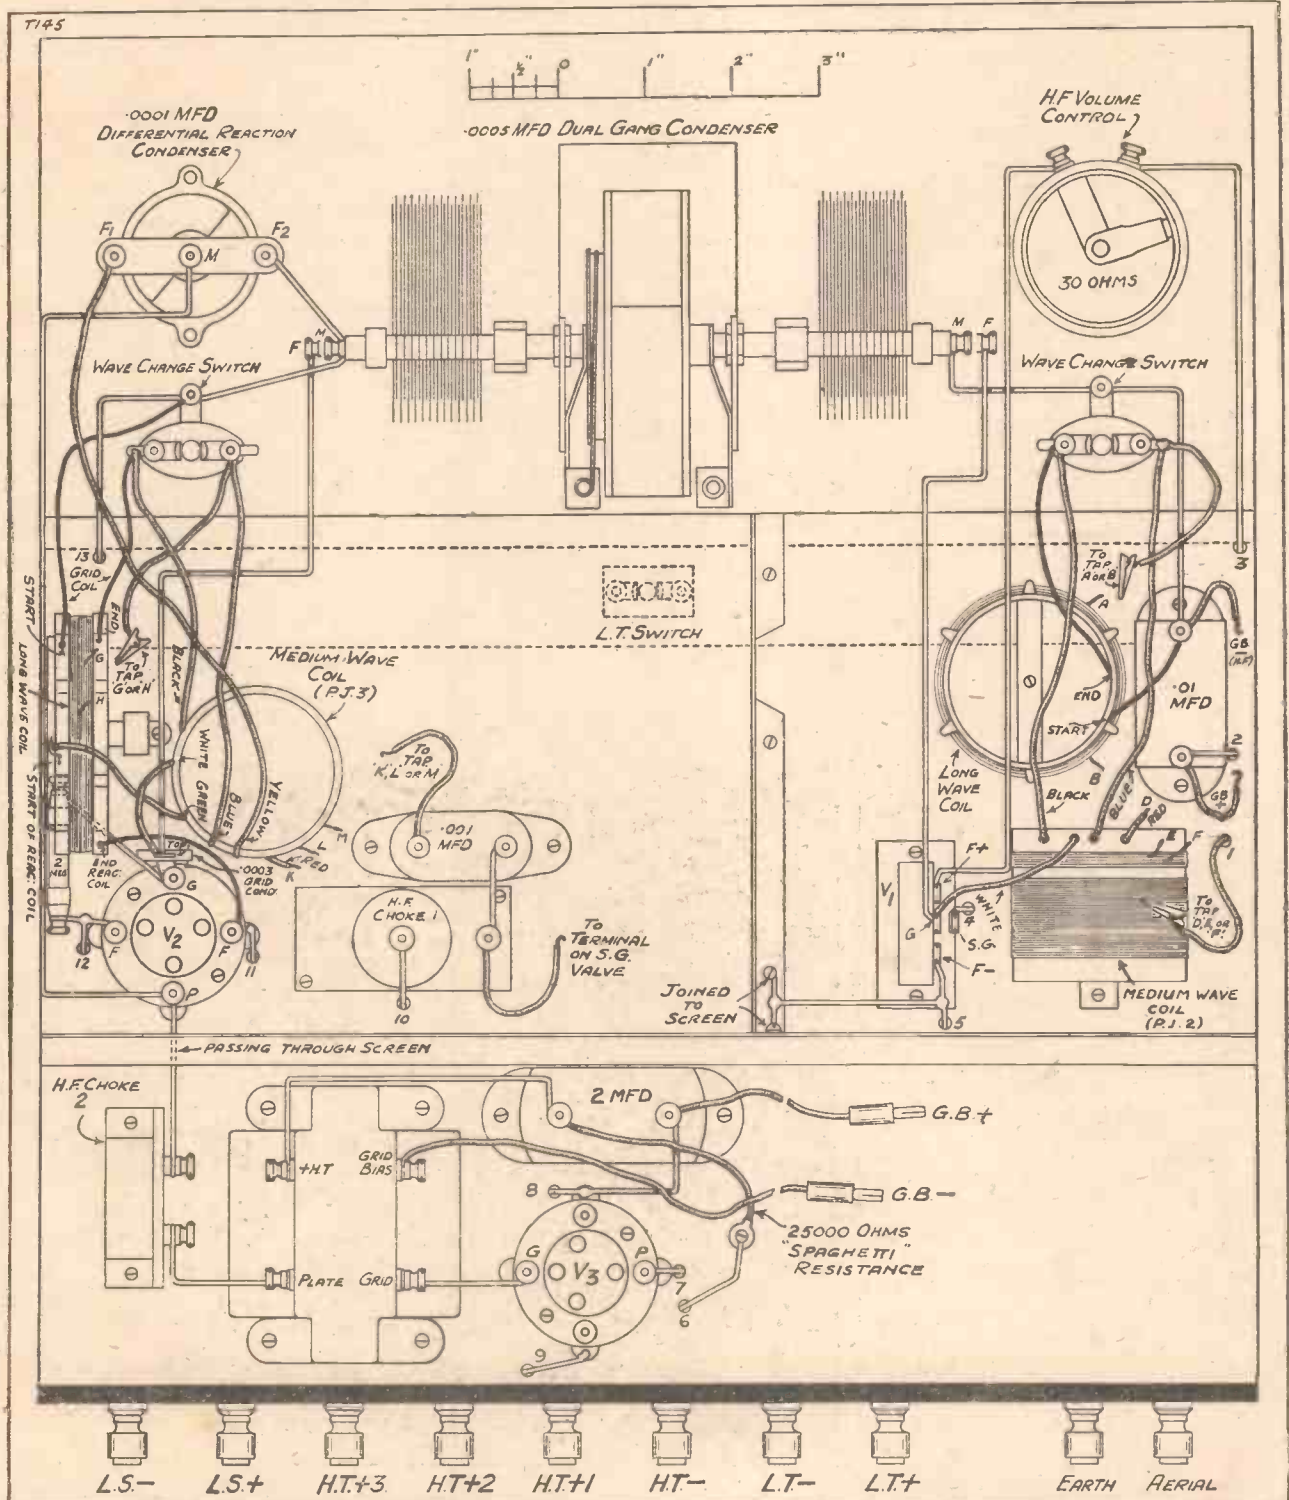 T145
1" ½" 0 1" 2" 3"
.0001 MFD
DIFFERENTIAL REACTION
CONDENSER
.0005 MFD DUAL GANG CONDENSER
H.F VOLUME
CONTROL
F1
M
F2
30 OHMS
F
M
M
F
WAVE CHANGE SWITCH
WAVE CHANGE SWITCH
13
GRID
COIL
START
END
G
H
TO
TAP
'G' OR 'H'
LONG WAVE COIL
START OF REAC. COIL
BLACK
WHITE
GREEN
BLUE
YELLOW
MEDIUM WAVE
COIL
(P.J.3)
M
L
K RED
K
L.T. SWITCH
TO
TAP
K, L OR M
.001
MFD
TOP
.0003
GRID
COND.
END
REAC.
COIL
2
MEG
G
F
V2
F
P
12
11
H.F.
CHOKE 1
10
TO
TERMINAL
ON S.G.
VALVE
TO
TAP
A OR B
A
3
GB
-
(H.F)
.01
MFD
END
START
2
B
LONG
WAVE
COIL
BLACK
BLUE
D
RED
GB
+
1
E
F
V1
F+
WHITE
4
G
S.G
F-
5
TO
TAP
D, E, OR
'F'.
MEDIUM WAVE
COIL
(P.J.2)
JOINED
TO
SCREEN
PASSING THROUGH SCREEN
H.F. CHOKE
2
2 MFD
G.B.+
+H.T
GRID
BIAS
8
G.B.-
25000 OHMS
"SPAGHETTI"
RESISTANCE
PLATE
GRID
G
V3
P
7
6
9
L.S.- L.S.+ H.T.+3. H.T+2 H.T+1 H.T.- L.T.- L.T.+ EARTH AERIAL